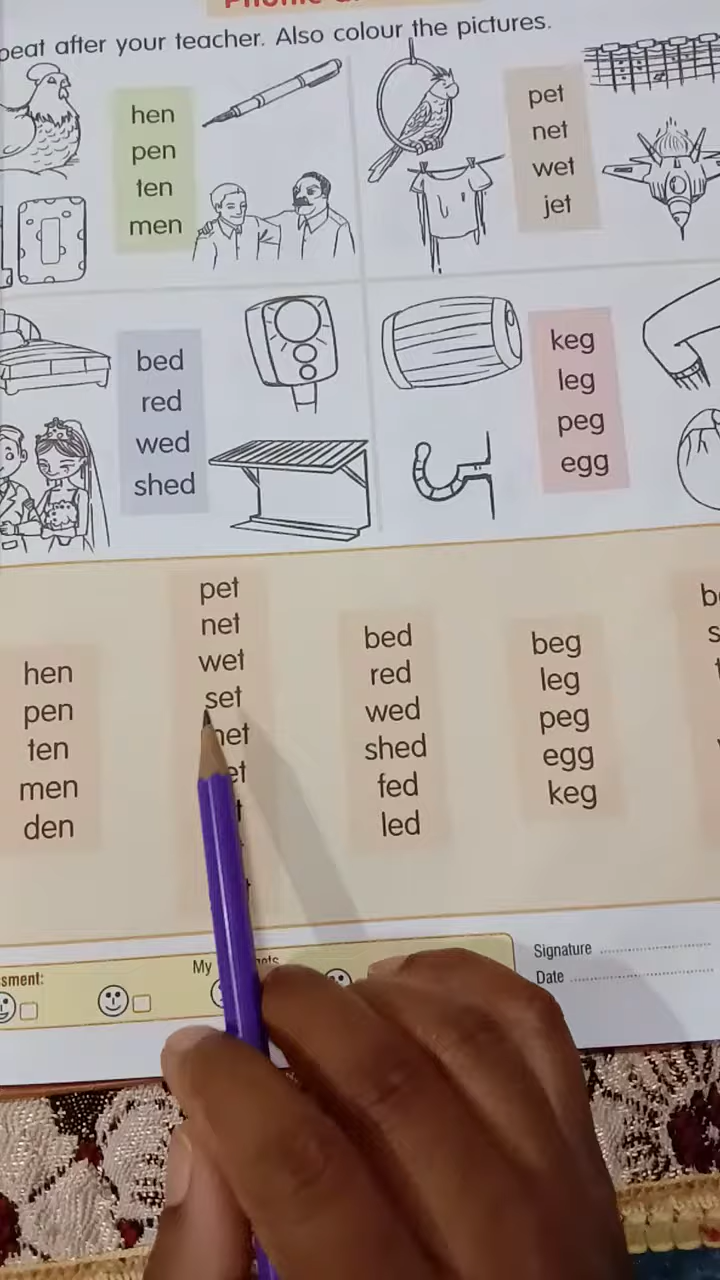 peat after your teacher. Also colour the pictures.
hen
pen
ten
men
pet
net
wet
jet
bed
red
wed
shed
keg
leg
peg
egg
hen
pen
ten
men
den
pet
net
wet
set
bed
red
wed
shed
fed
led
beg
leg
peg
egg
keg
My
Signature
Date